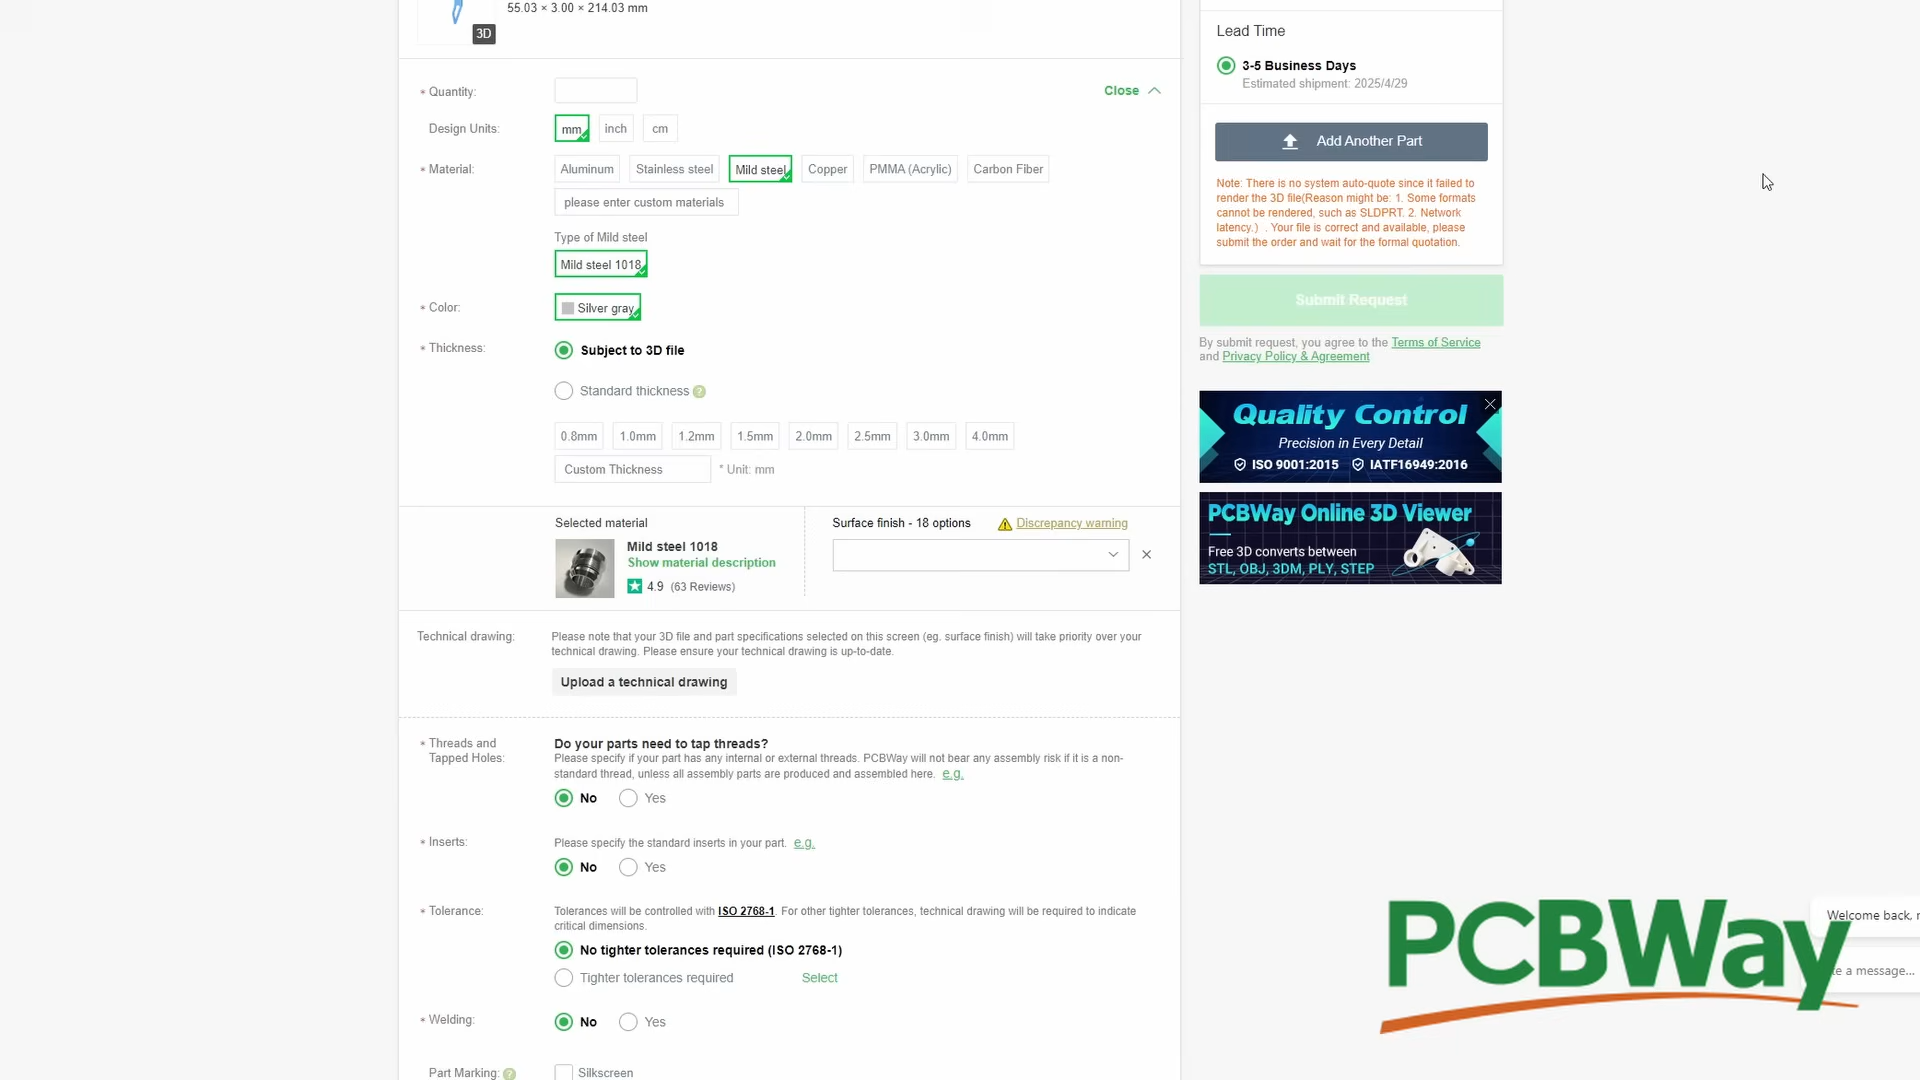 55.03 × 3.00 × 214.03 mm
3D
* Quantity:
Close
Design Units:
mm
inch
cm
* Material:
Aluminum
Stainless steel
Mild steel
Copper
PMMA (Acrylic)
Carbon Fiber
please enter custom materials
Type of Mild steel
Mild steel 1018
* Color:
Silver gray
* Thickness:
Subject to 3D file
Standard thickness ?
0.8mm
1.0mm
1.2mm
1.5mm
2.0mm
2.5mm
3.0mm
4.0mm
Custom Thickness
* Unit: mm
Selected material
Mild steel 1018
Show material description
4.9 (63 Reviews)
Surface finish - 18 options
Discrepancy warning
Technical drawing:
Please note that your 3D file and part specifications selected on this screen (eg. surface finish) will take priority over your
technical drawing. Please ensure your technical drawing is up-to-date.
Upload a technical drawing
* Threads and
Tapped Holes:
Do your parts need to tap threads?
Please specify if your part has any internal or external threads. PCBWay will not bear any assembly risk if it is a non-
standard thread, unless all assembly parts are produced and assembled here. e.g.
No
Yes
* Inserts:
Please specify the standard inserts in your part. e.g.
No
Yes
* Tolerance:
Tolerances will be controlled with ISO 2768-1. For other tighter tolerances, technical drawing will be required to indicate
critical dimensions.
No tighter tolerances required (ISO 2768-1)
Tighter tolerances required
Select
* Welding:
No
Yes
Part Marking: ?
Silkscreen
Lead Time
3-5 Business Days
Estimated shipment: 2025/4/29
Add Another Part
Note: There is no system auto-quote since it failed to
render the 3D file(Reason might be: 1. Some formats
cannot be rendered, such as SLDPRT. 2. Network
latency.) . Your file is correct and available, please
submit the order and wait for the formal quotation.
Submit Request
By submit request, you agree to the Terms of Service
and Privacy Policy & Agreement
Quality Control
Precision in Every Detail
ISO 9001:2015
IATF16949:2016
PCBWay Online 3D Viewer
Free 3D converts between
STL, OBJ, 3DM, PLY, STEP
Welcome back,
PCBWay
a message...